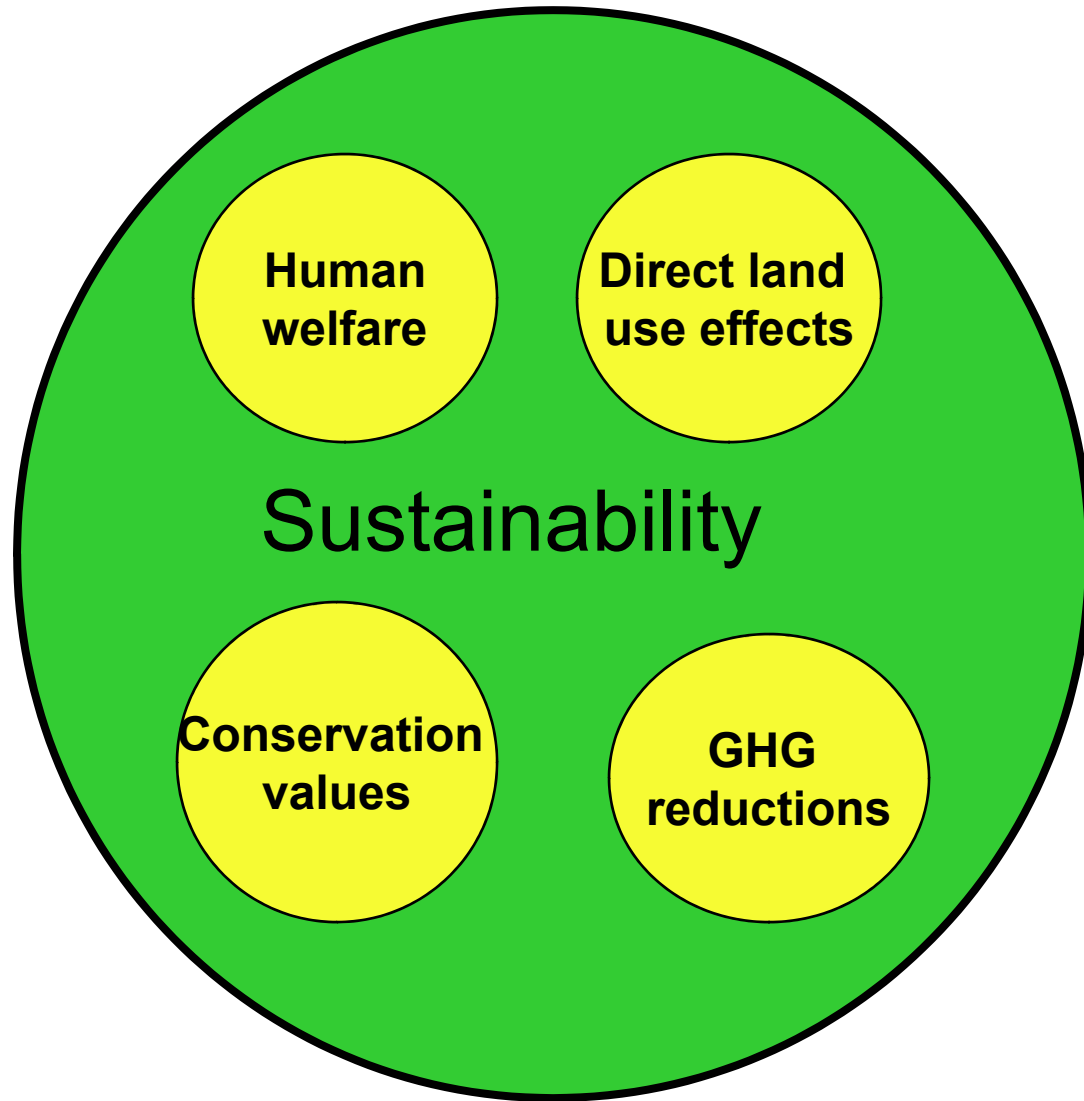 Human
welfare
Direct land
use effects
Sustainability
Conservation
values
GHG
reductions